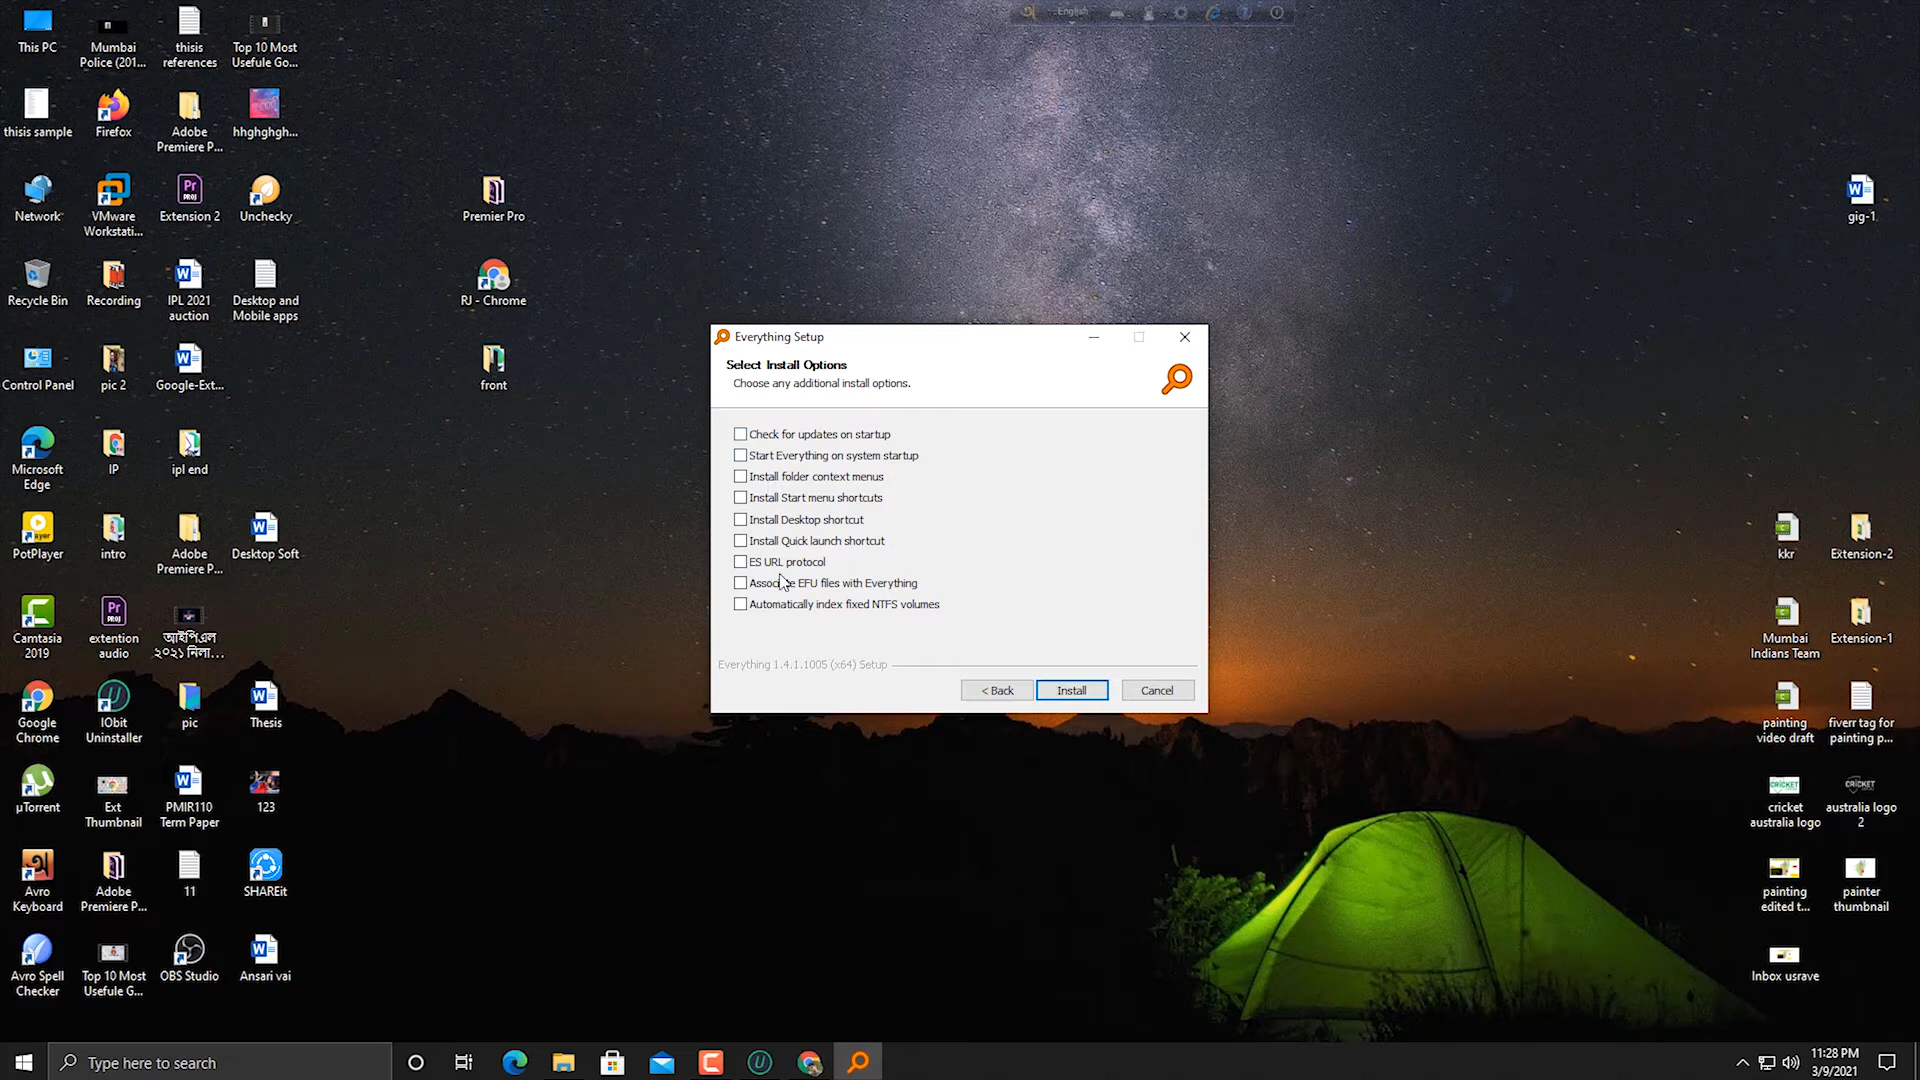 English
This PC
Mumbai
Police (201...
thisis
references
Top 10 Most
Usefule Go...
thisis sample
Firefox
Adobe
Premiere P...
hhghghgh...
Network
VMware
Workstati...
Extension 2
Unchecky
Premier Pro
gig-1
Recycle Bin
Recording
IPL 2021
auction
Desktop and
Mobile apps
RJ - Chrome
Control Panel
pic 2
Google-Ext...
front
Microsoft
Edge
IP
ipl end
PotPlayer
intro
Adobe
Premiere P...
Desktop Soft
kkr
Extension-2
Camtasia
2019
extention
audio
আইপিএল
২০২১ নিলা...
Mumbai
Indians Team
Extension-1
Google
Chrome
IObit
Uninstaller
pic
Thesis
painting
video draft
fiverr tag for
painting p...
µTorrent
Ext
Thumbnail
PMIR110
Term Paper
123
cricket
australia logo
australia logo
2
Avro
Keyboard
Adobe
Premiere P...
11
SHAREit
painting
edited t...
painter
thumbnail
Avro Spell
Checker
Top 10 Most
Usefule G...
OBS Studio
Ansari vai
Inbox usrave
Everything Setup
Select Install Options
Choose any additional install options.
Check for updates on startup
Start Everything on system startup
Install folder context menus
Install Start menu shortcuts
Install Desktop shortcut
Install Quick launch shortcut
ES URL protocol
Associate EFU files with Everything
Automatically index fixed NTFS volumes
Everything 1.4.1.1005 (x64) Setup
< Back
Install
Cancel
Type here to search
11:28 PM
3/9/2021